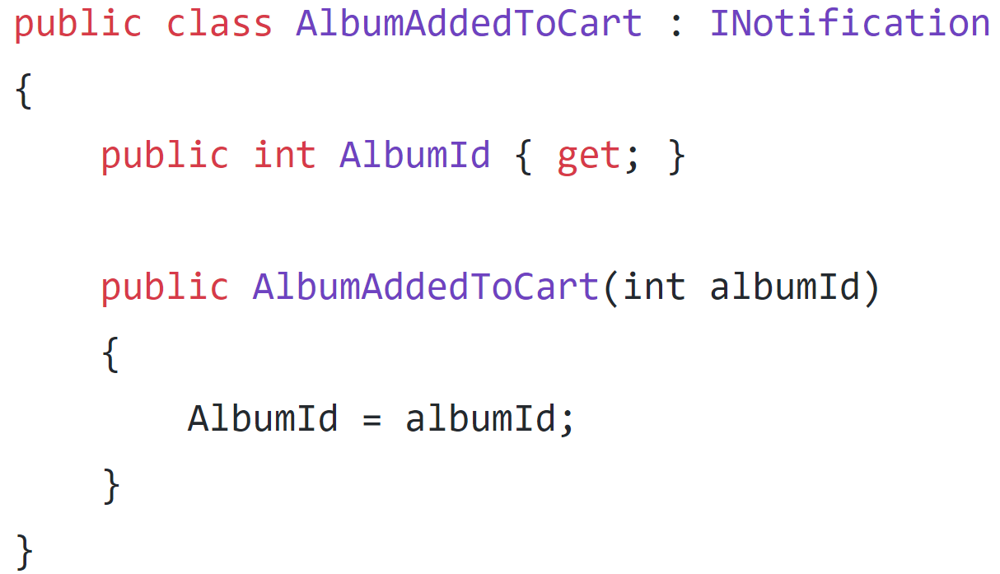 public class AlbumAddedToCart : INotification
{
    public int AlbumId { get; }

    public AlbumAddedToCart(int albumId)
    {
        AlbumId = albumId;
    }
}